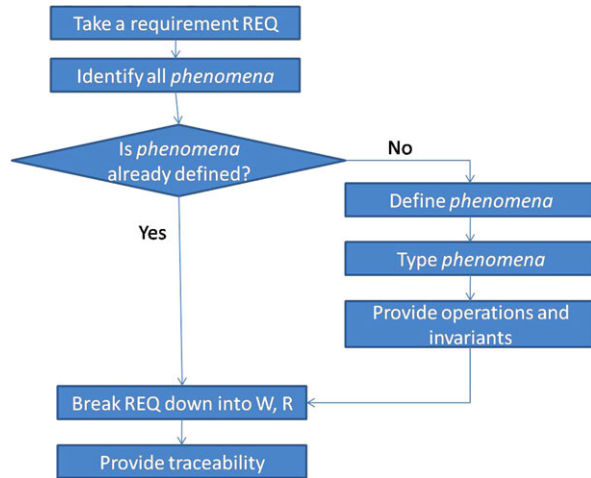 Take a requirement REQ
Identify all phenomena
Is phenomena
already defined?
No
Define phenomena
Yes
Type phenomena
Provide operations and
invariants
Break REQ down into W, R
Provide traceability